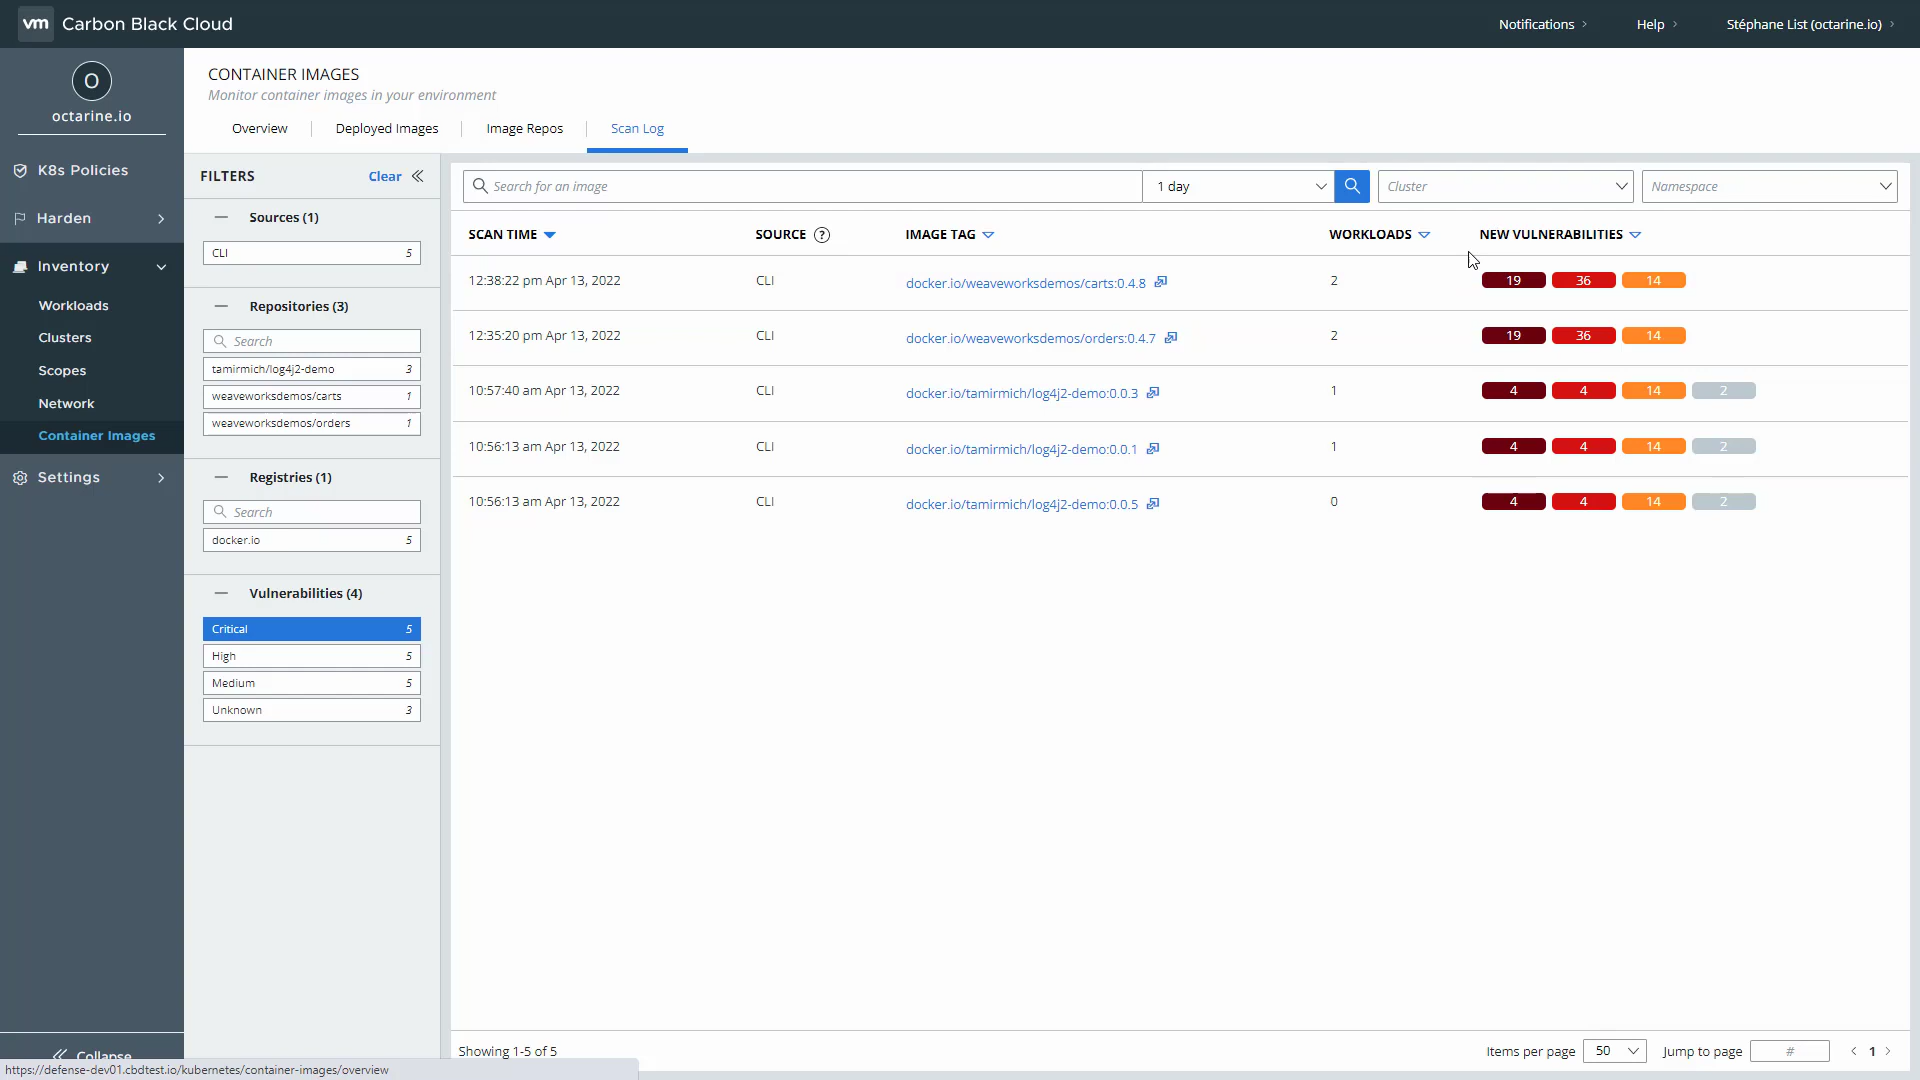 vm Carbon Black Cloud
Notifications
Help
Stéphane List (octarine.io)
O
octarine.io
K8s Policies
Harden
Inventory
Workloads
Clusters
Scopes
Network
Container Images
Settings
Collapse
https://defense-dev01.cbdtest.io/kubernetes/container-images/overview
CONTAINER IMAGES
Monitor container images in your environment
Overview
Deployed Images
Image Repos
Scan Log
FILTERS Clear
Sources (1)
CLI 5
Repositories (3)
Search
tamirmich/log4j2-demo 3
weaveworksdemos/carts 1
weaveworksdemos/orders 1
Registries (1)
Search
docker.io 5
Vulnerabilities (4)
Critical 5
High 5
Medium 5
Unknown 3
Search for an image 1 day Cluster Namespace
SCAN TIME SOURCE ? IMAGE TAG WORKLOADS NEW VULNERABILITIES
12:38:22 pm Apr 13, 2022 CLI docker.io/weaveworksdemos/carts:0.4.8 2 19 36 14
12:35:20 pm Apr 13, 2022 CLI docker.io/weaveworksdemos/orders:0.4.7 2 19 36 14
10:57:40 am Apr 13, 2022 CLI docker.io/tamirmich/log4j2-demo:0.0.3 1 4 4 14 2
10:56:13 am Apr 13, 2022 CLI docker.io/tamirmich/log4j2-demo:0.0.1 1 4 4 14 2
10:56:13 am Apr 13, 2022 CLI docker.io/tamirmich/log4j2-demo:0.0.5 0 4 4 14 2
Showing 1-5 of 5 Items per page 50 Jump to page # 1